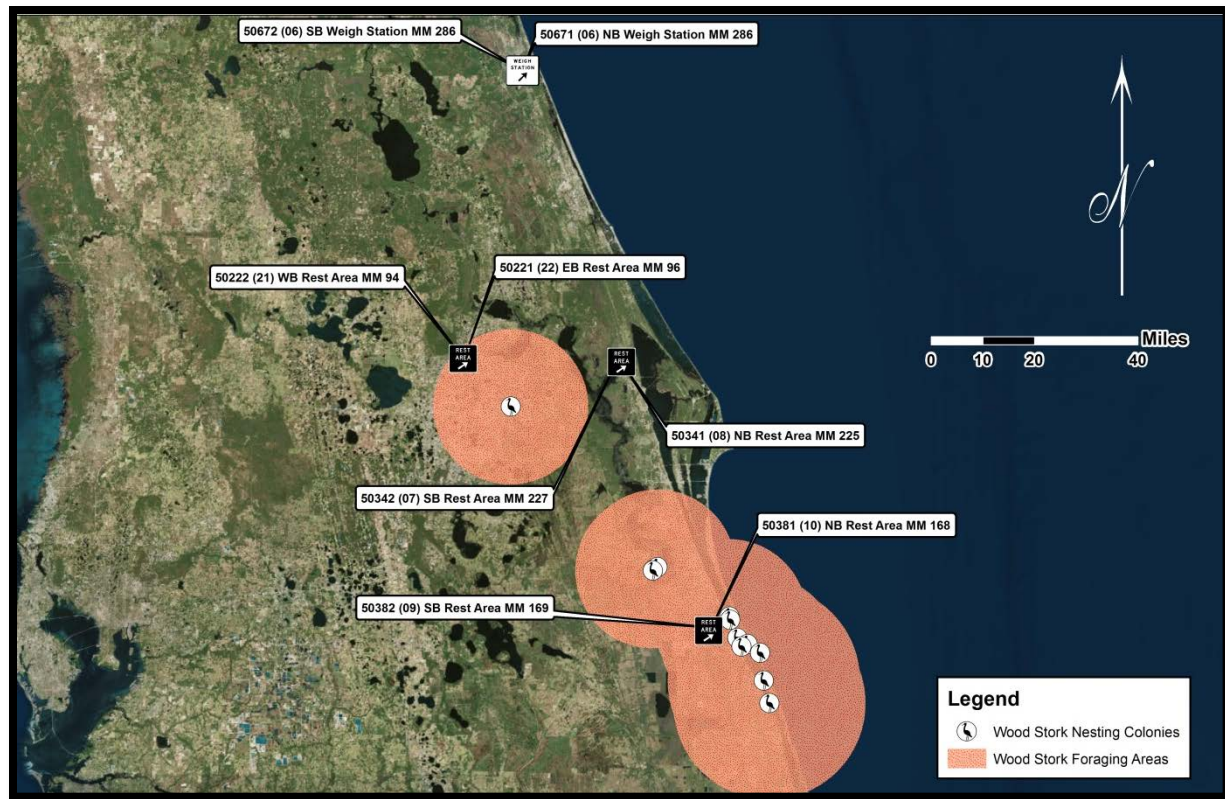 50672 (06) SB Weigh Station MM 286
50671 (06) NB Weigh Station MM 286
WEIGH
STATION
N
50222 (21) WB Rest Area MM 94
50221 (22) EB Rest Area MM 96
REST
AREA
REST
AREA
Miles
0 10 20 40
50341 (08) NB Rest Area MM 225
50342 (07) SB Rest Area MM 227
50381 (10) NB Rest Area MM 168
50382 (09) SB Rest Area MM 169
REST
AREA
Legend
Wood Stork Nesting Colonies
Wood Stork Foraging Areas